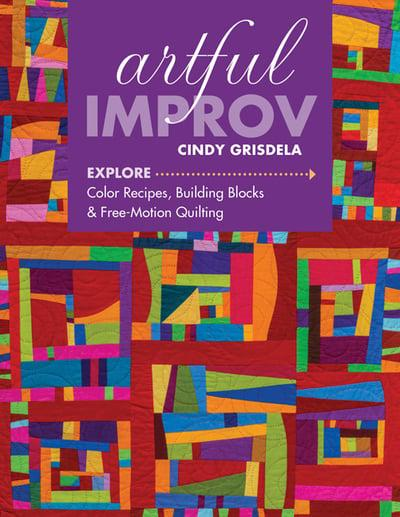 artful
IMPROV
CINDY GRISDELA
EXPLORE
Color Recipes, Building Blocks
& Free-Motion Quilting